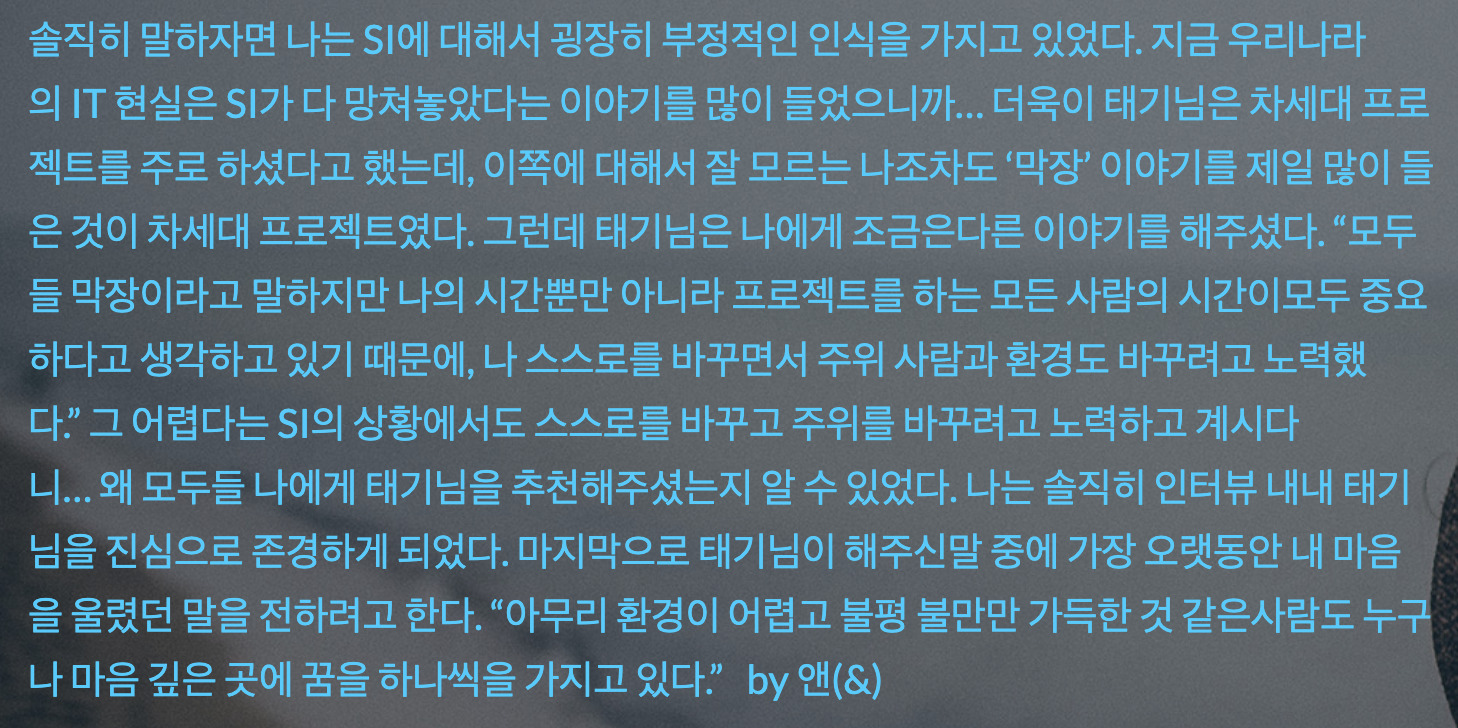 솔직히 말하자면 나는 SI에 대해서 굉장히 부정적인 인식을 가지고 있었다. 지금 우리나라
의 IT 현실은 SI가 다 망쳐놓았다는 이야기를 많이 들었으니까... 더욱이 태기님은 차세대 프로
젝트를 주로 하셨다고 했는데, 이쪽에 대해서 잘 모르는 나조차도 ‘막장’ 이야기를 제일 많이 들
은 것이 차세대 프로젝트였다. 그런데 태기님은 나에게 조금은다른 이야기를 해주셨다. “모두
들 막장이라고 말하지만 나의 시간뿐만 아니라 프로젝트를 하는 모든 사람의 시간이모두 중요
하다고 생각하고 있기 때문에, 나 스스로를 바꾸면서 주위 사람과 환경도 바꾸려고 노력했
다.” 그 어렵다는 SI의 상황에서도 스스로를 바꾸고 주위를 바꾸려고 노력하고 계시다
니... 왜 모두들 나에게 태기님을 추천해주셨는지 알 수 있었다. 나는 솔직히 인터뷰 내내 태기
님을 진심으로 존경하게 되었다. 마지막으로 태기님이 해주신말 중에 가장 오랫동안 내 마음
을 울렸던 말을 전하려고 한다. “아무리 환경이 어렵고 불평 불만만 가득한 것 같은사람도 누구
나 마음 깊은 곳에 꿈을 하나씩을 가지고 있다.” by 앤(&)